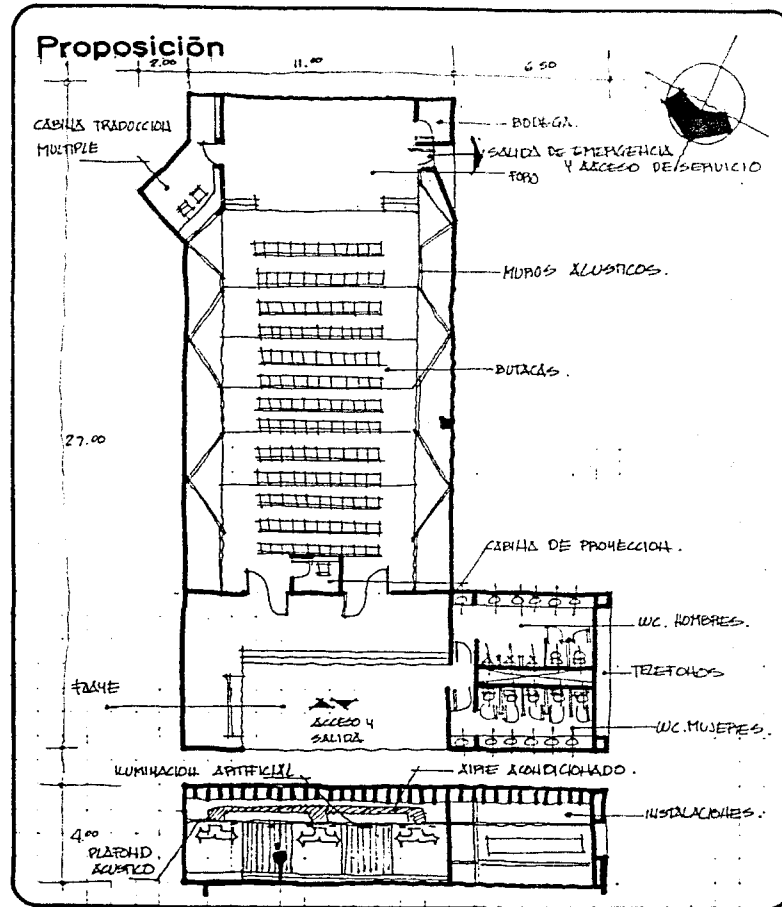 Proposición
2.00
11.00
6.50
CABINA TRADUCCION
MULTIPLE
BODEGA.
SALIDA DE EMERGENCIA
Y ACCESO DE SERVICIO
FORO
MUROS ACUSTICOS.
BUTACAS.
27.00
CABINA DE PROYECCION.
WC. HOMBRES.
TELEFONOS
FOAYE
ACCESO Y
SALIDA
WC. MUJERES.
ILUMINACION ARTIFICIAL
AIRE ACONDICIONADO.
INSTALACIONES.
4.00
PLAFOND
ACUSTICO